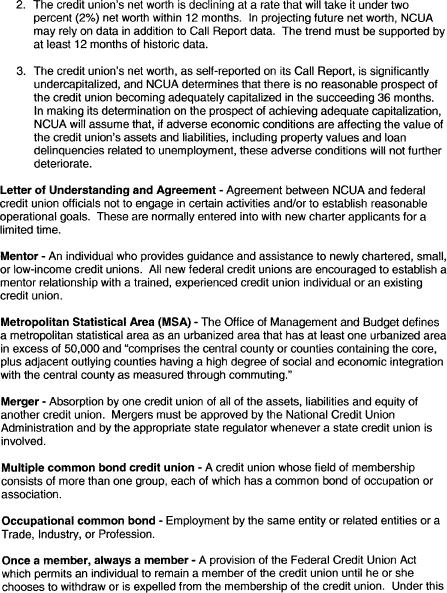 2. The credit union's net worth is declining at a rate that will take it under two
percent (2%) net worth within 12 months. In projecting future net worth, NCUA
may rely on data in addition to Call Report data. The trend must be supported by
at least 12 months of historic data.
3. The credit union's net worth, as self-reported on its Call Report, is significantly
undercapitalized, and NCUA determines that there is no reasonable prospect of
the credit union becoming adequately capitalized in the succeeding 36 months.
In making its determination on the prospect of achieving adequate capitalization,
NCUA will assume that, if adverse economic conditions are affecting the value of
the credit union's assets and liabilities, including property values and loan
delinquencies related to unemployment, these adverse conditions will not further
deteriorate.
Letter of Understanding and Agreement - Agreement between NCUA and federal
credit union officials not to engage in certain activities and/or to establish reasonable
operational goals. These are normally entered into with new charter applicants for a
limited time.
Mentor - An individual who provides guidance and assistance to newly chartered, small,
or low-income credit unions. All new federal credit unions are encouraged to establish a
mentor relationship with a trained, experienced credit union individual or an existing
credit union.
Metropolitan Statistical Area (MSA) - The Office of Management and Budget defines
a metropolitan statistical area as an urbanized area that has at least one urbanized area
in excess of 50,000 and "comprises the central county or counties containing the core,
plus adjacent outlying counties having a high degree of social and economic integration
with the central county as measured through commuting."
Merger - Absorption by one credit union of all of the assets, liabilities and equity of
another credit union. Mergers must be approved by the National Credit Union
Administration and by the appropriate state regulator whenever a state credit union is
involved.
Multiple common bond credit union - A credit union whose field of membership
consists of more than one group, each of which has a common bond of occupation or
association.
Occupational common bond - Employment by the same entity or related entities or a
Trade, Industry, or Profession.
Once a member, always a member - A provision of the Federal Credit Union Act
which permits an individual to remain a member of the credit union until he or she
chooses to withdraw or is expelled from the membership of the credit union. Under this